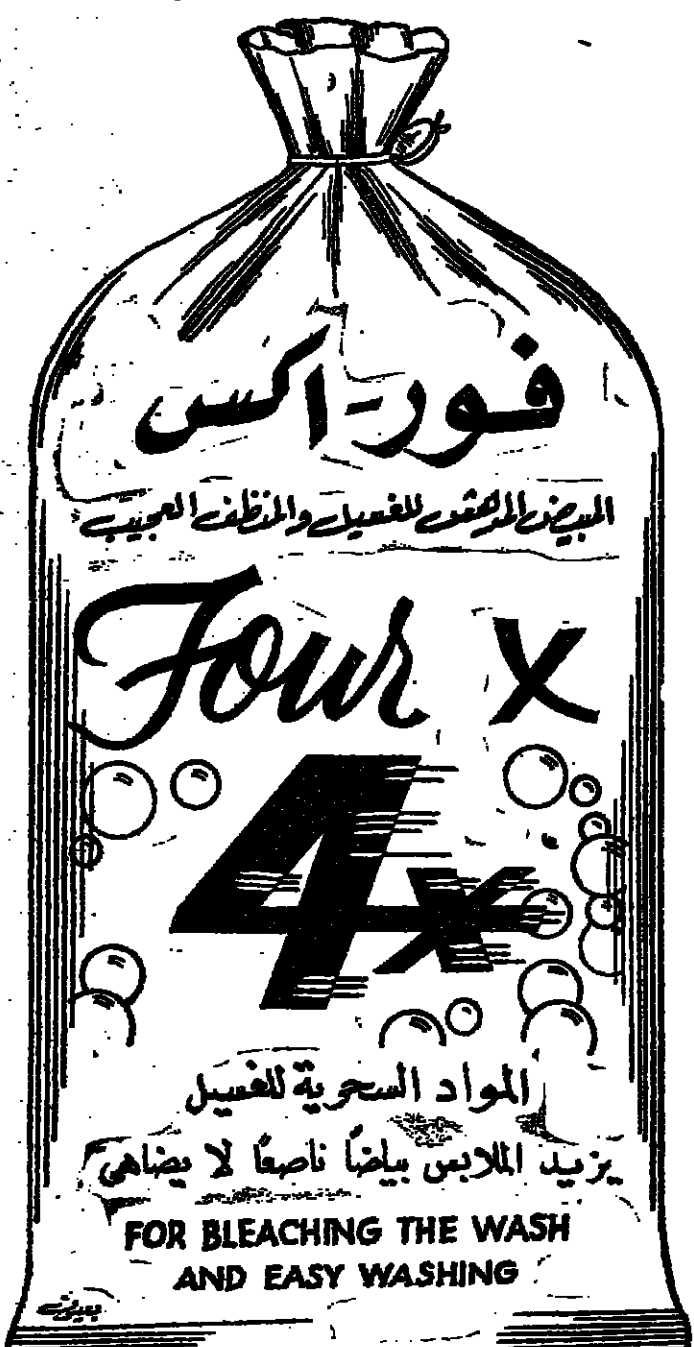 فور-اكس
المبيض المدهش للغسيل والمنظف العجيب
Four X
4x
المواد السحرية للغسيل
يزيد الملابس بياضاً ناصعاً لا يضاهى
FOR BLEACHING THE WASH
AND EASY WASHING